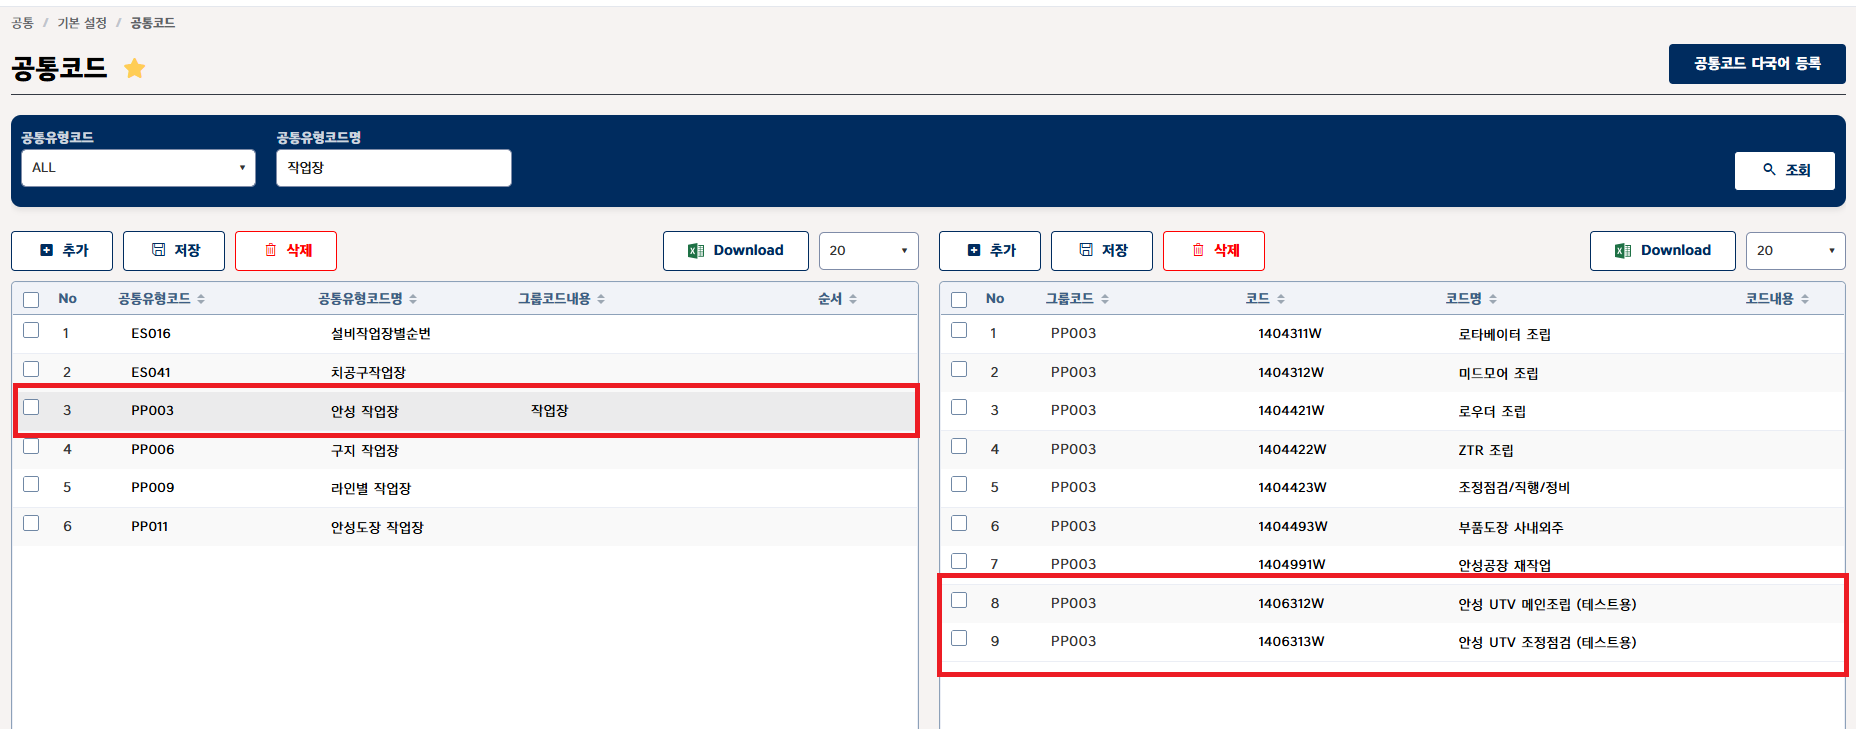 공통 / 기본 설정 / 공통코드
공통코드
공통코드 다국어 등록
공통유형코드 공통유형코드명
ALL 작업장
조회
추가 저장 삭제 Download 20
No 공통유형코드 공통유형코드명 그룹코드내용 순서
1 ES016 설비작업장별순번
2 ES041 치공구작업장
3 PP003 안성 작업장 작업장
4 PP006 구지 작업장
5 PP009 라인별 작업장
6 PP011 안성도장 작업장
추가 저장 삭제 Download 20
No 그룹코드 코드 코드명 코드내용
1 PP003 1404311W 로타베이터 조립
2 PP003 1404312W 미드모어 조립
3 PP003 1404421W 로우더 조립
4 PP003 1404422W ZTR 조립
5 PP003 1404423W 조정점검/직행/정비
6 PP003 1404493W 부품도장 사내외주
7 PP003 1404991W 안성공장 재작업
8 PP003 1406312W 안성 UTV 메인조립 (테스트용)
9 PP003 1406313W 안성 UTV 조정점검 (테스트용)